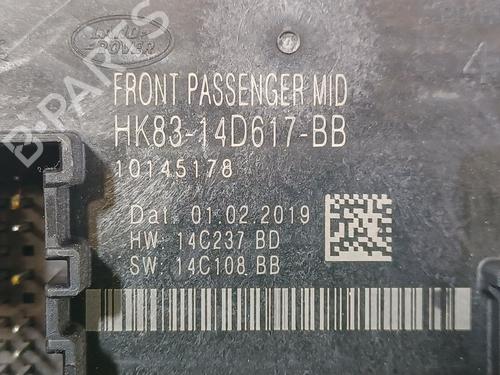 LAND-
ROVER
FRONT PASSENGER MID
HK83-14D617-BB
10145178
Dat. 01.02.2019
HW: 14C237 BD
SW: 14C108 BB
B-PARTS